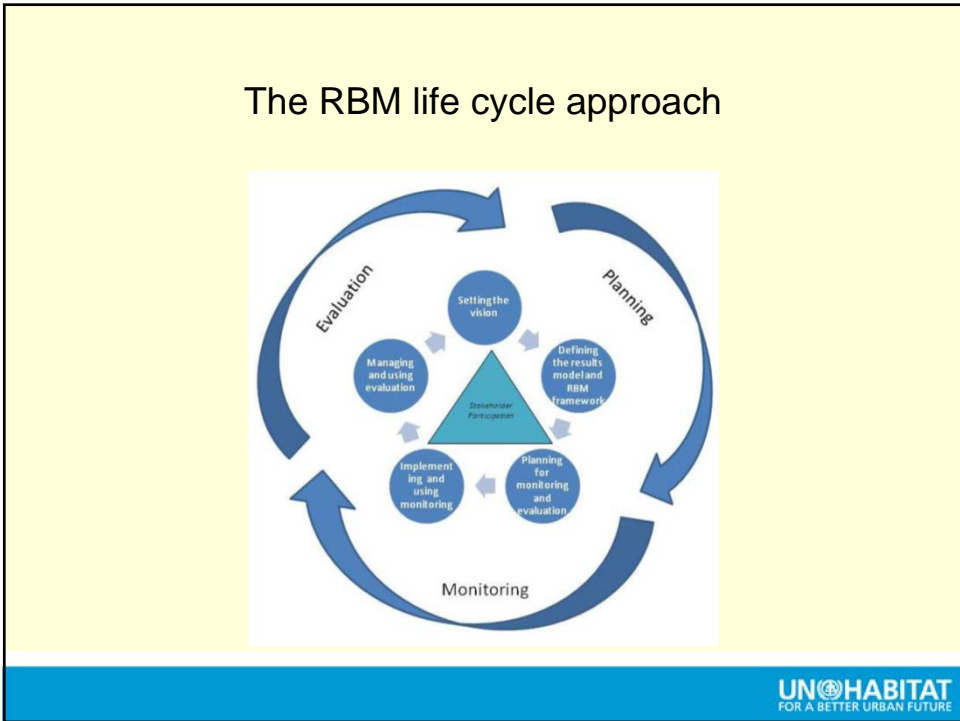 The RBM life cycle approach
Evaluation
Planning
Setting the
vision
Defining
the results
model and
RBM
framework
Managing
and using
evaluation
Stakeholder
Participation
Implement
ing and
using
monitoring
Planning
for
monitoring
and
evaluation
Monitoring
UN HABITAT
FOR A BETTER URBAN FUTURE